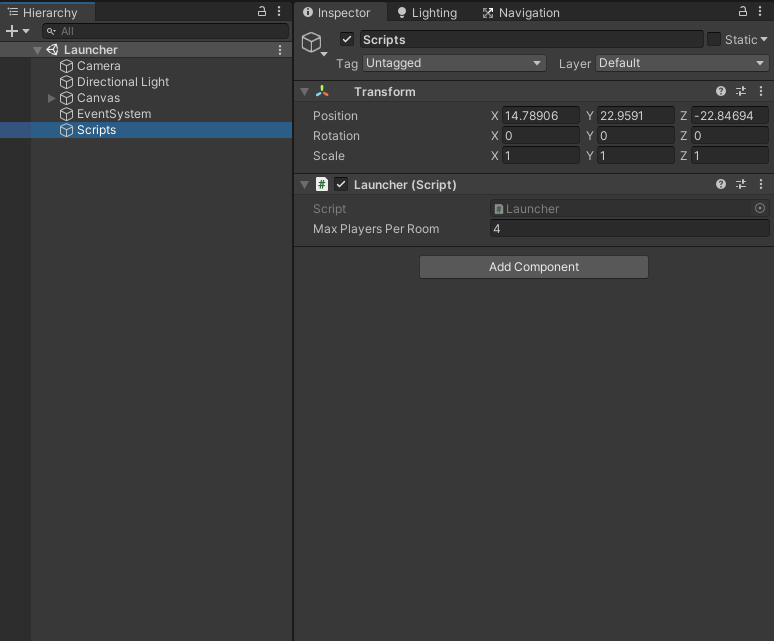 Hierarchy
All
Launcher
Camera
Directional Light
Canvas
EventSystem
Scripts
Inspector Lighting Navigation
Scripts Static
Tag Untagged Layer Default
Transform
Position X 14.78906 Y 22.9591 Z -22.84694
Rotation X 0 Y 0 Z 0
Scale X 1 Y 1 Z 1
# Launcher (Script)
Script # Launcher
Max Players Per Room 4
Add Component